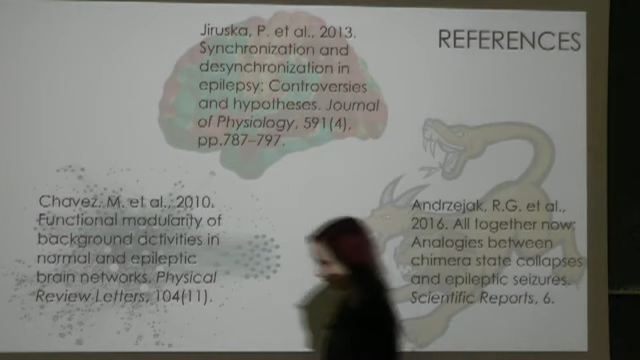 REFERENCES
Jiruska, P. et al., 2013.
Synchronization and
desynchronization in
epilepsy: Controversies
and hypotheses. Journal
of Physiology, 591(4),
pp.787–797.
Chavez, M. et al., 2010.
Functional modularity of
background activities in
normal and epileptic
brain networks. Physical
Review Letters, 104(11).
Andrzejak, R.G. et al.,
2016. All together now:
Analogies between
chimera state collapses
and epileptic seizures.
Scientific Reports, 6.